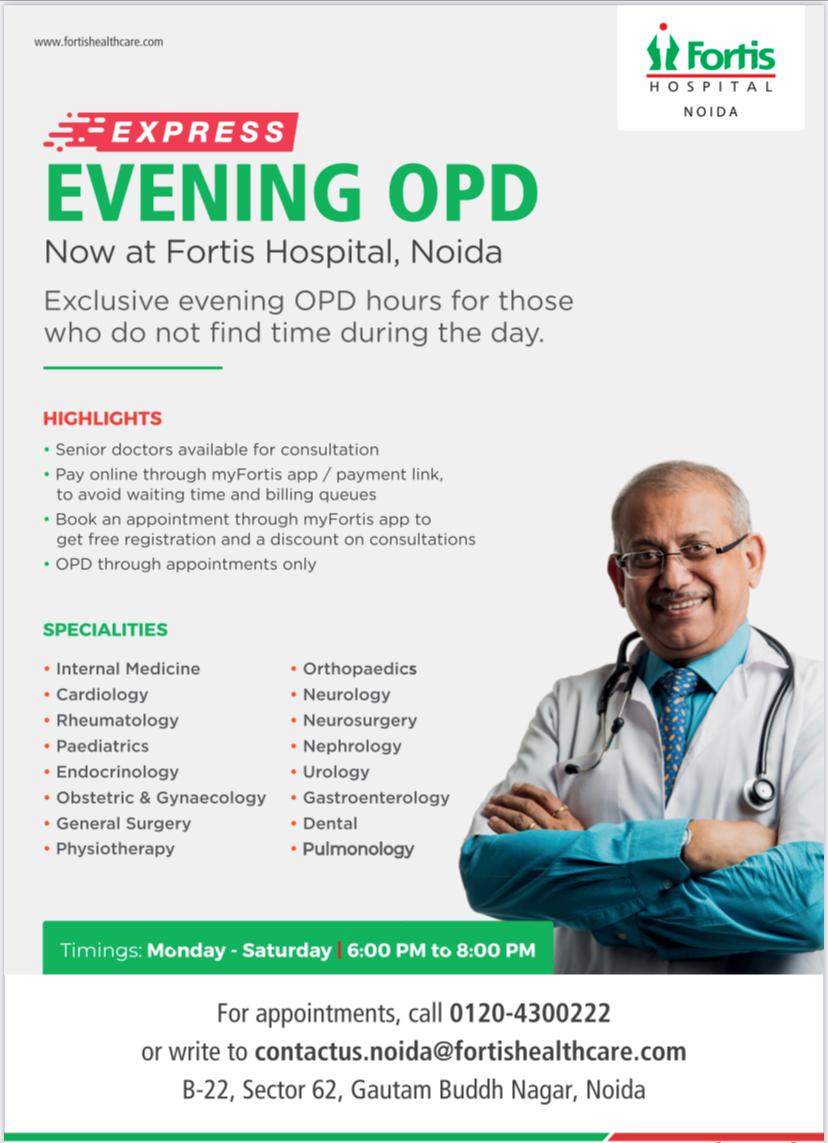 www.fortishealthcare.com
Fortis
HOSPITAL
NOIDA
EXPRESS
EVENING OPD
Now at Fortis Hospital, Noida
Exclusive evening OPD hours for those
who do not find time during the day.
HIGHLIGHTS
• Senior doctors available for consultation
• Pay online through myFortis app / payment link,
to avoid waiting time and billing queues
• Book an appointment through myFortis app to
get free registration and a discount on consultations
• OPD through appointments only
SPECIALITIES
• Internal Medicine
• Cardiology
• Rheumatology
• Paediatrics
• Endocrinology
• Obstetric & Gynaecology
• General Surgery
• Physiotherapy
• Orthopaedics
• Neurology
• Neurosurgery
• Nephrology
• Urology
• Gastroenterology
• Dental
• Pulmonology
Timings: Monday - Saturday | 6:00 PM to 8:00 PM
For appointments, call 0120-4300222
or write to contactus.noida@fortishealthcare.com
B-22, Sector 62, Gautam Buddh Nagar, Noida